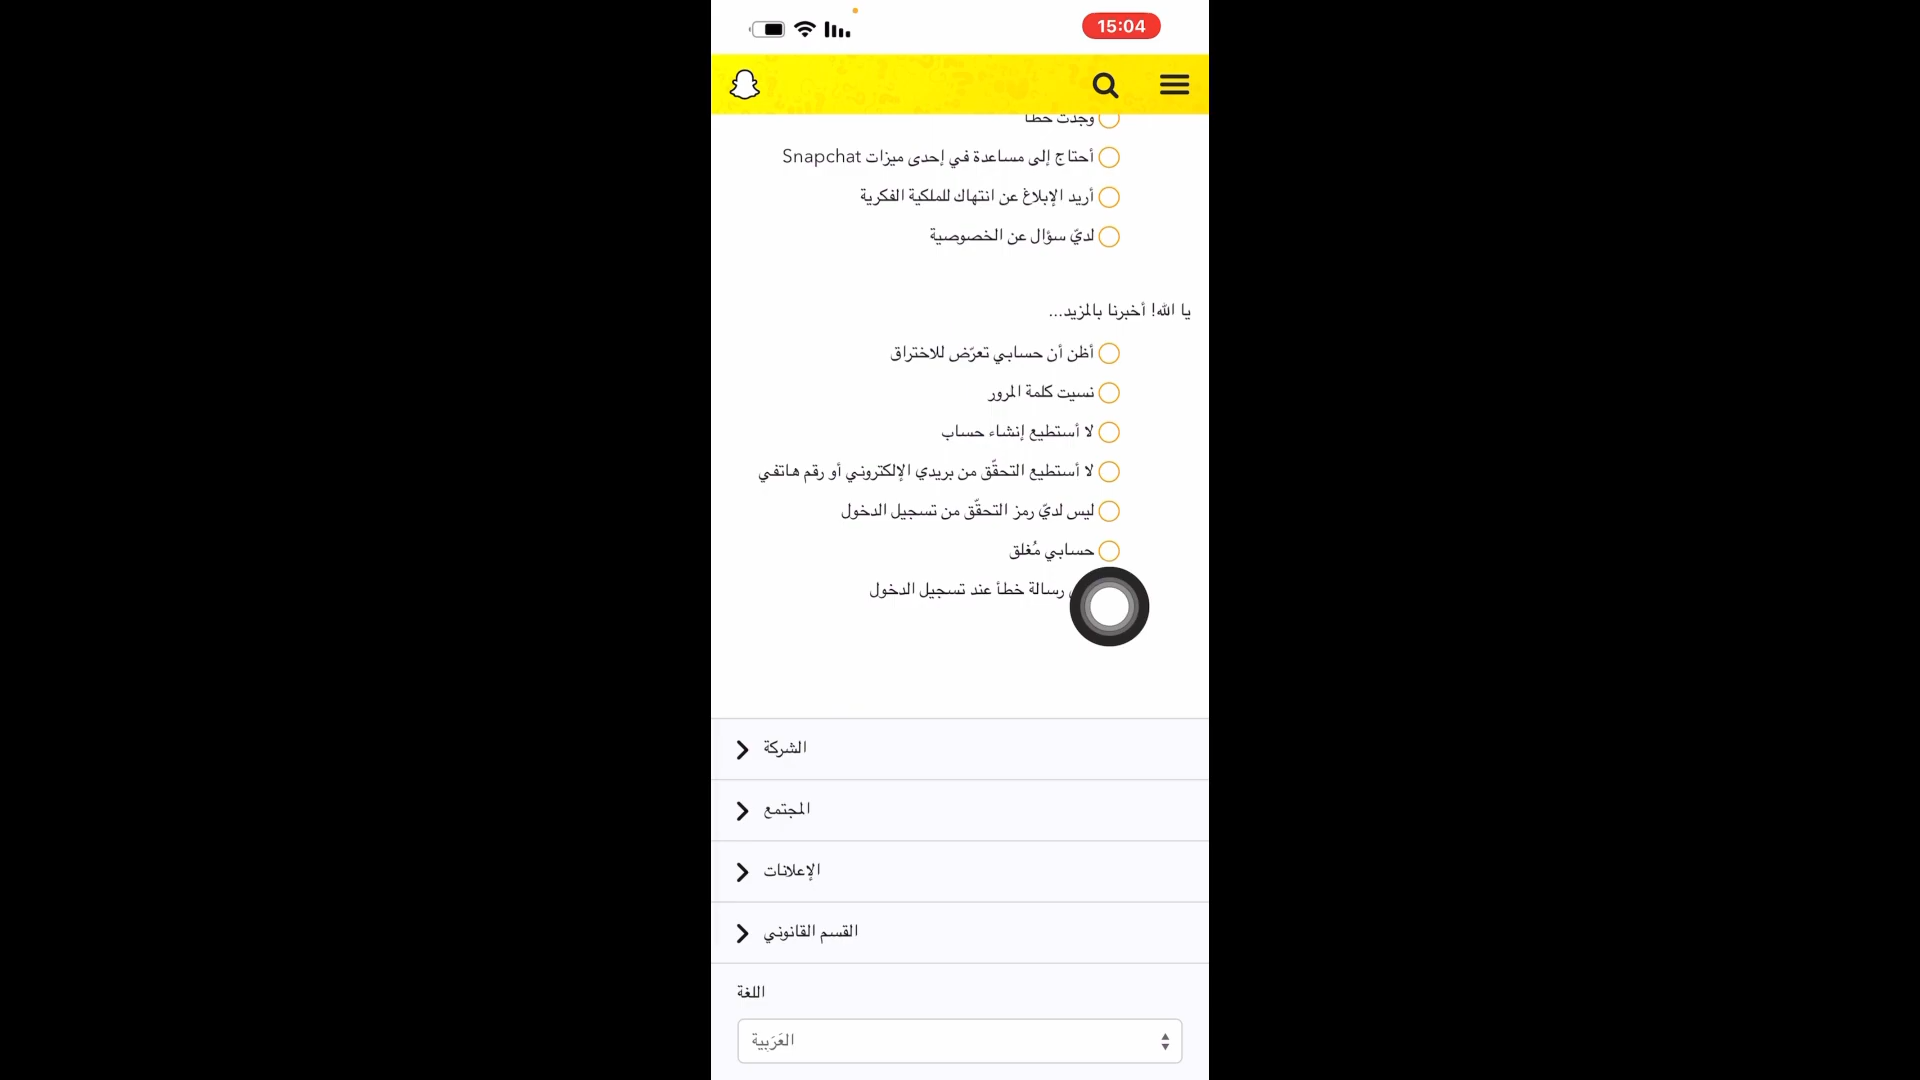 15:04
وجدت خطأ
أحتاج إلى مساعدة في إحدى ميزات Snapchat
أريد الإبلاغ عن انتهاك للملكية الفكرية
لديّ سؤال عن الخصوصية
يا الله! أخبرنا بالمزيد...
أظن أن حسابي تعرّض للاختراق
نسيت كلمة المرور
لا أستطيع إنشاء حساب
لا أستطيع التحقّق من بريدي الإلكتروني أو رقم هاتفي
ليس لديّ رمز التحقّق من تسجيل الدخول
حسابي مُغلق
رسالة خطأ عند تسجيل الدخول
الشركة
المجتمع
الإعلانات
القسم القانوني
اللغة
العَرَبِية